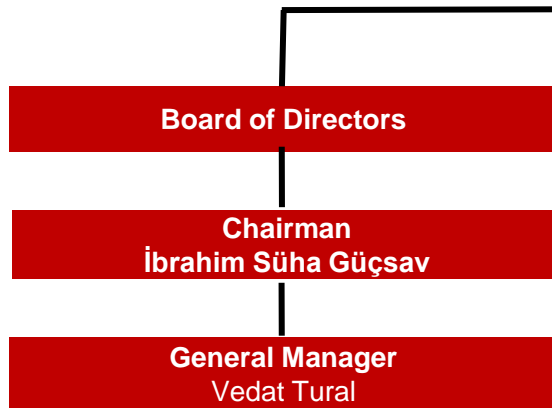 Board of Directors
Chairman
İbrahim Süha Güçsav
General Manager
Vedat Tural